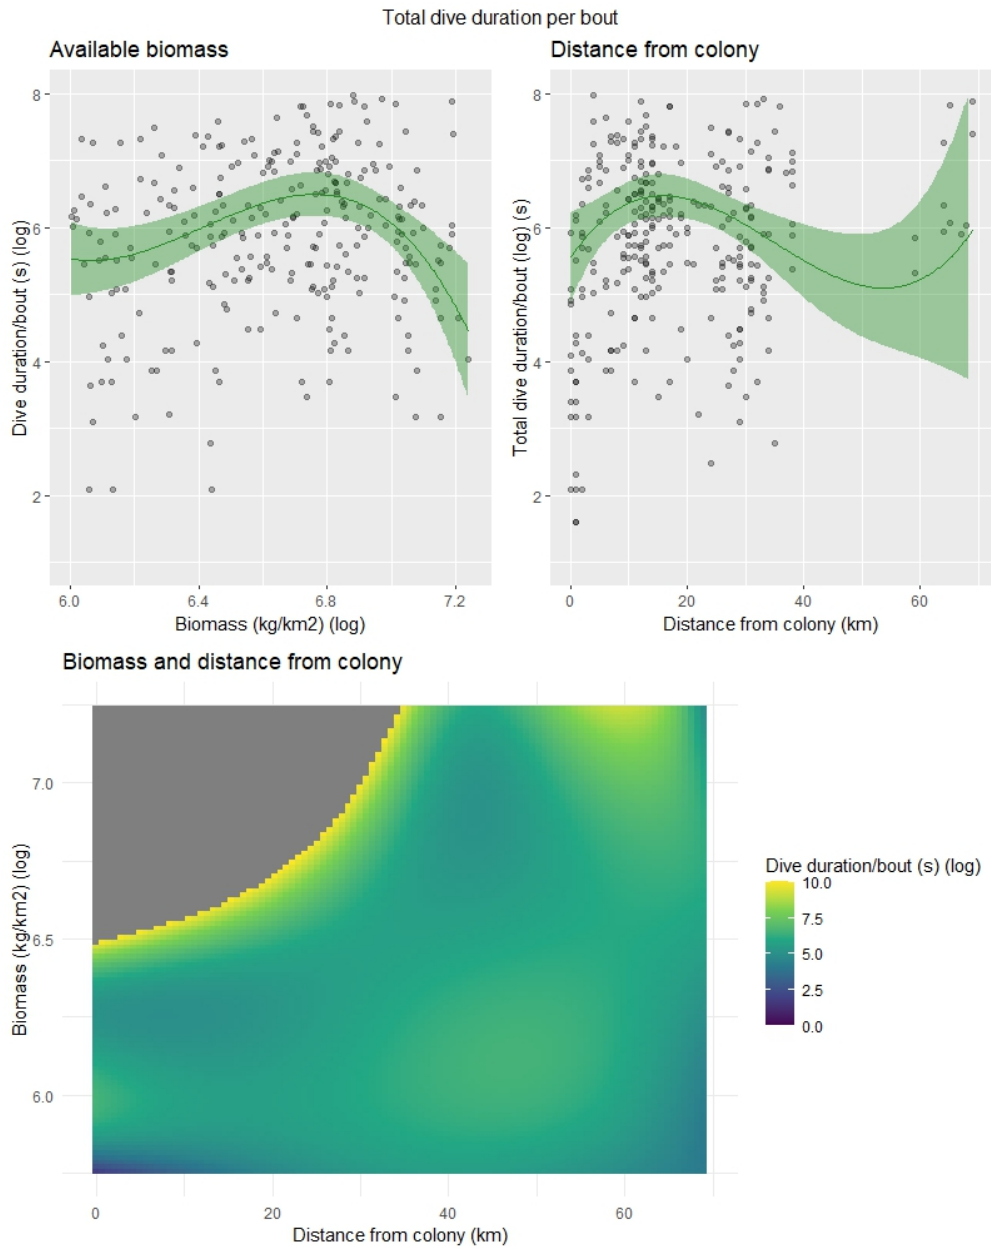 Total dive duration per bout
Available biomass
Dive duration/bout (s) (log)
8
6
4
2
6.0 6.4 6.8 7.2
Biomass (kg/km2) (log)
Distance from colony
Total dive duration/bout (log) (s)
8
6
4
2
0 20 40 60
Distance from colony (km)
Biomass and distance from colony
Biomass (kg/km2) (log)
7.0
6.5
6.0
0 20 40 60
Distance from colony (km)
Dive duration/bout (s) (log)
10.0
7.5
5.0
2.5
0.0